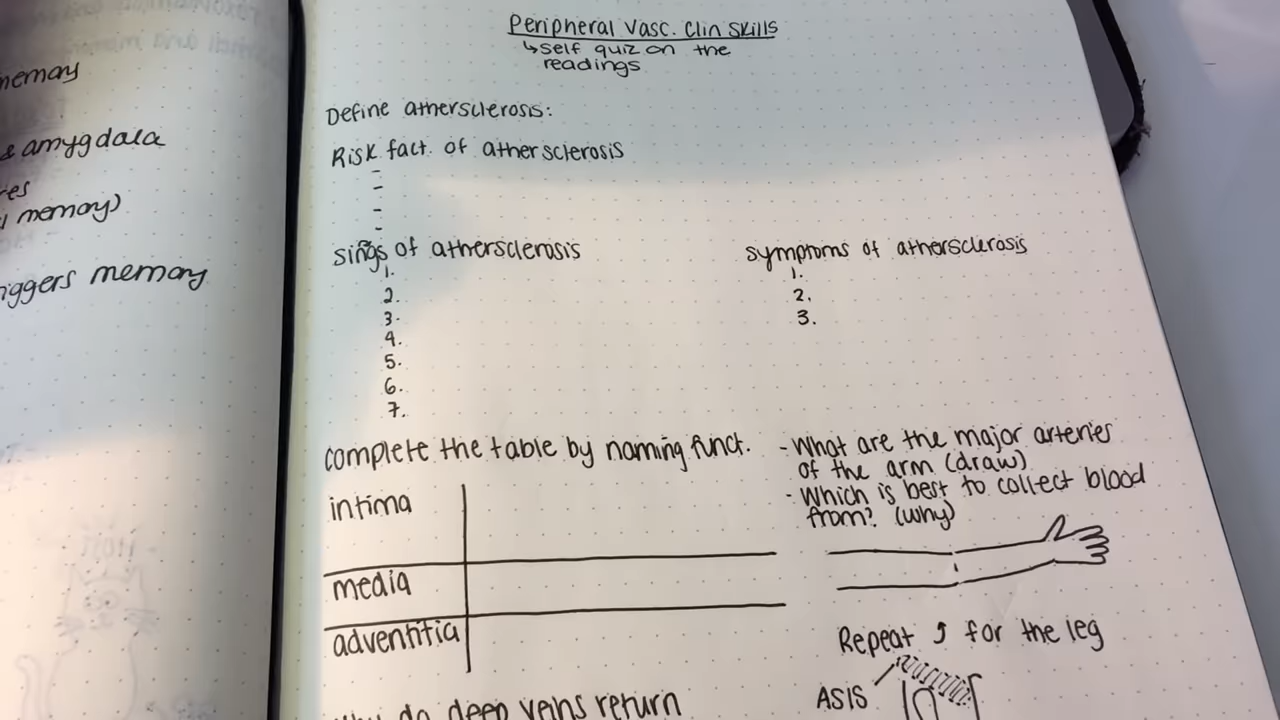 memory
& amygdala
memory)
triggers memory
Peripheral Vasc. Clin Skills
↳ Self quiz on the
readings
Define athersclerosis:
Risk fact. of athersclerosis
-
-
-
-
sings of athersclerosis
1.
2.
3.
4.
5.
6.
7.
symptoms of athersclerosis
1.
2.
3.
complete the table by naming funct.
intima
media
adventitia
- What are the major arteries
of the arm (draw)
- Which is best to collect blood
from? (why)
Repeat ⤴ for the leg
ASIS
Why do deep veins return